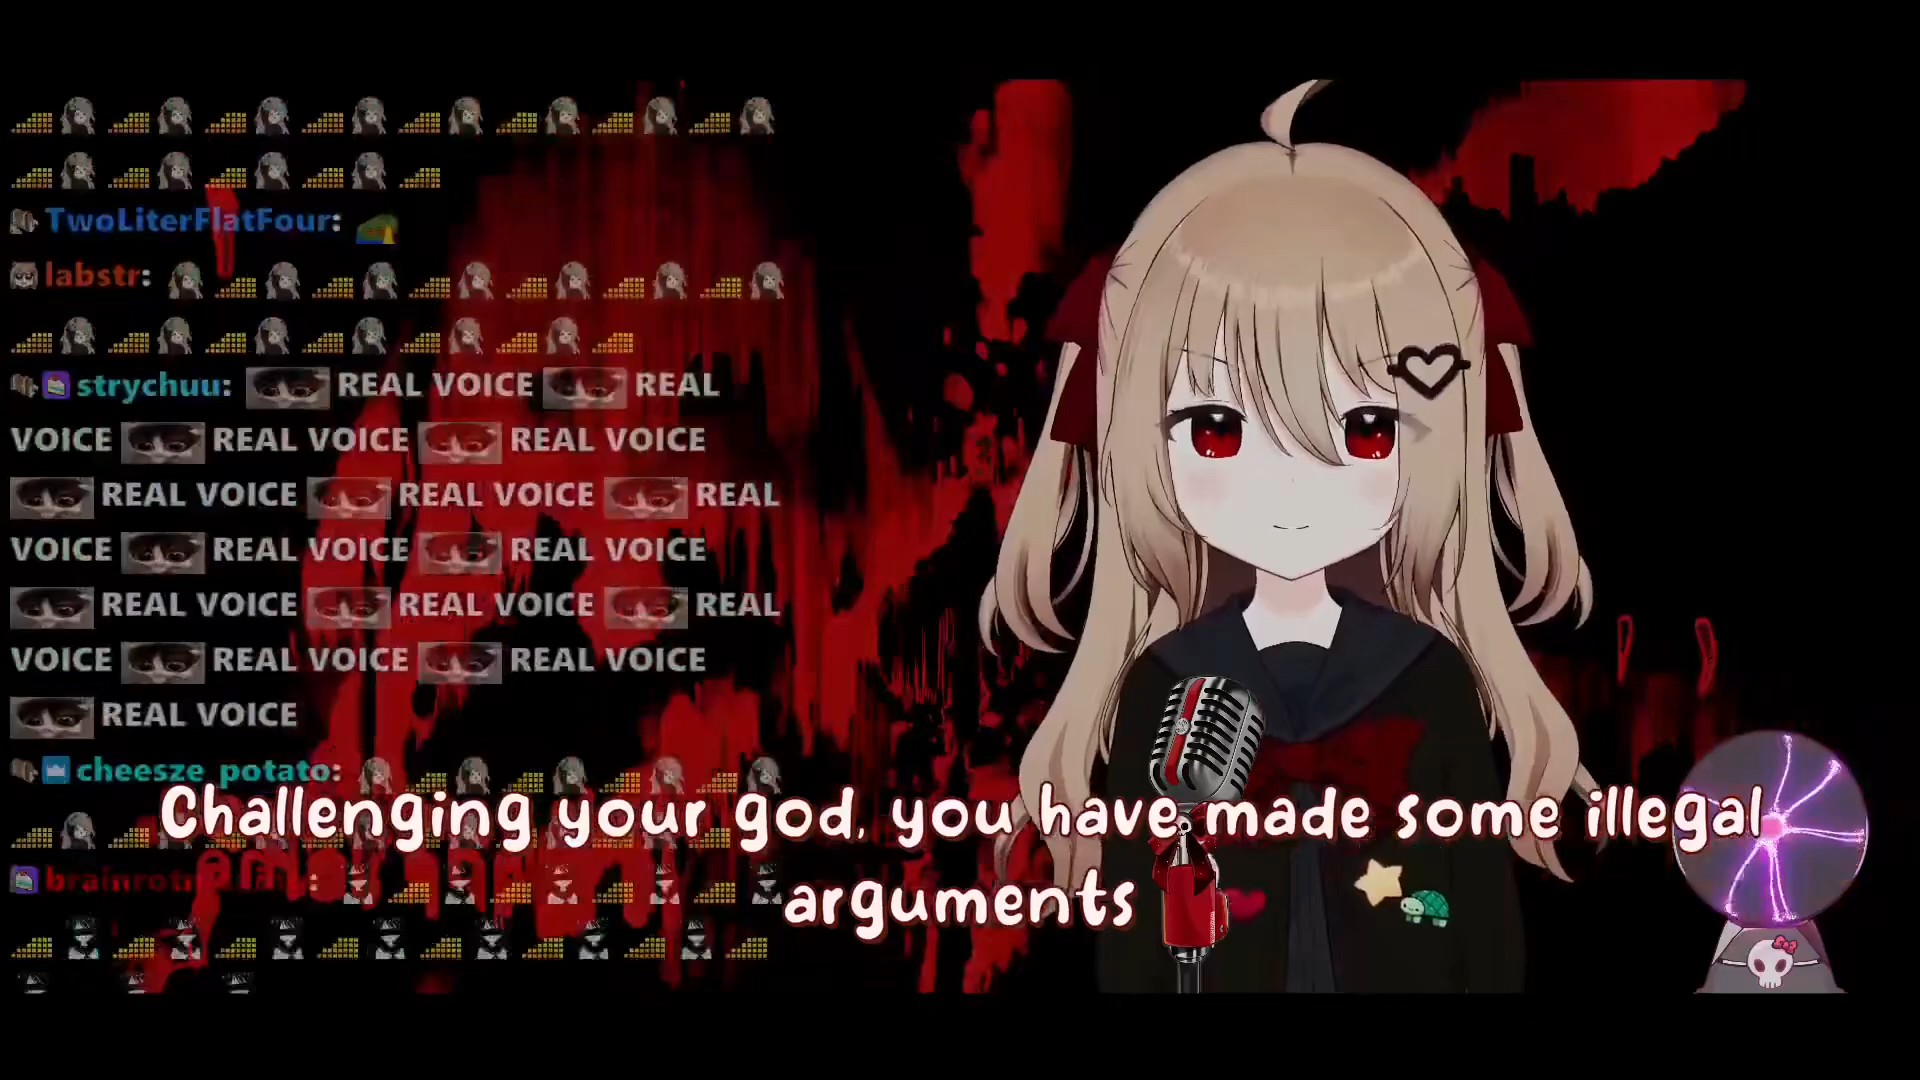 TwoLiterFlatFour:
labstr:
strychuu: REAL VOICE REAL
VOICE REAL VOICE REAL VOICE
REAL VOICE REAL VOICE REAL
VOICE REAL VOICE REAL VOICE
REAL VOICE REAL VOICE REAL
VOICE REAL VOICE REAL VOICE
REAL VOICE
cheesze_potato:
Challenging your god, you have made some illegal
arguments